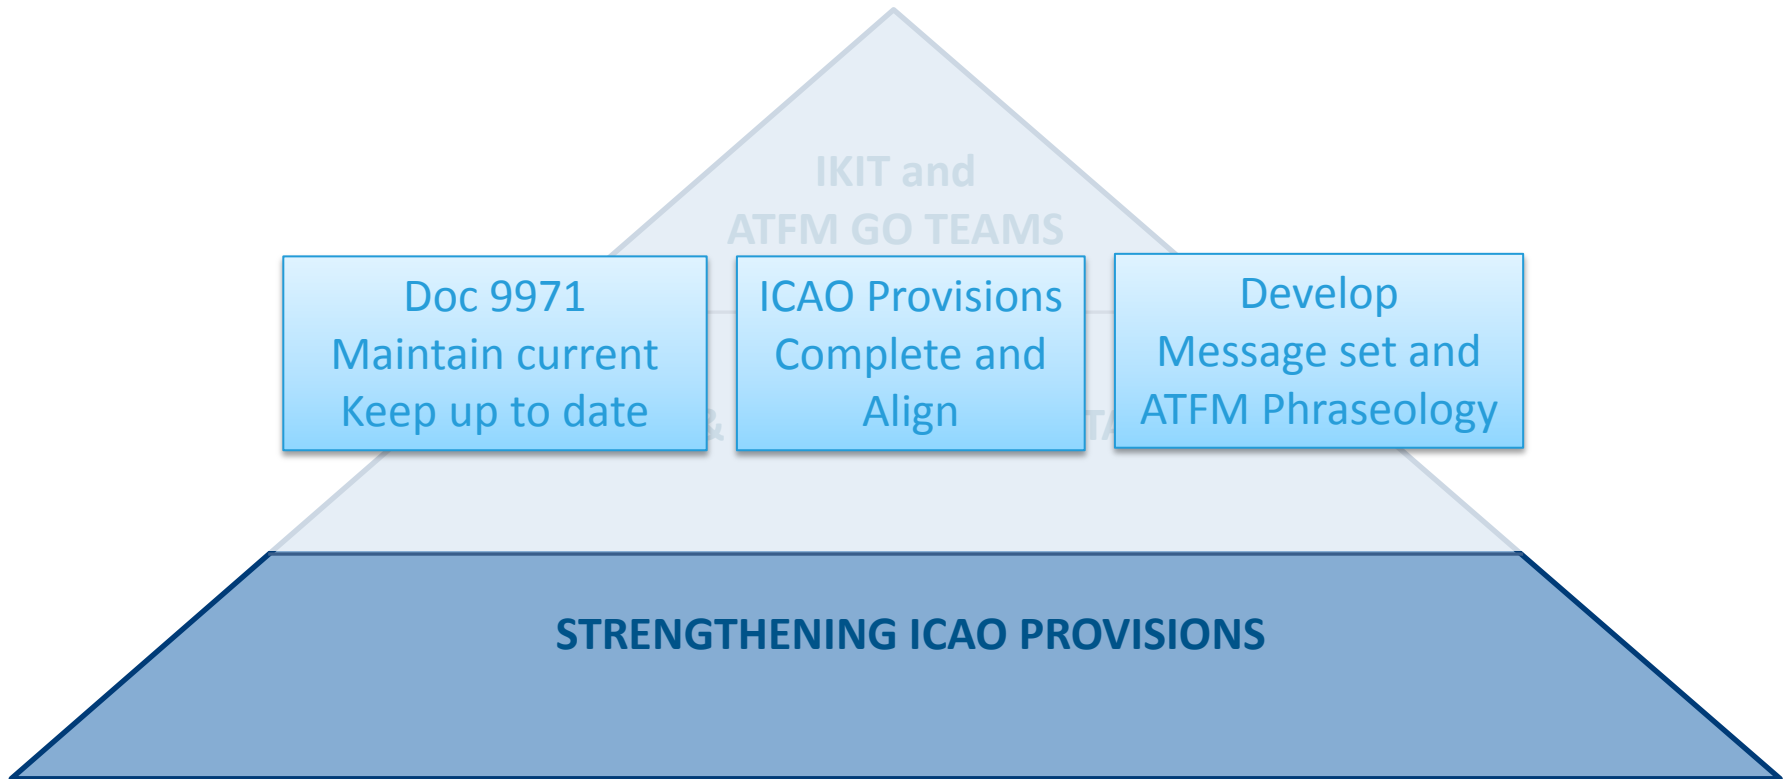 IKIT and
ATFM GO TEAMS
Doc 9971
Maintain current
Keep up to date
ICAO Provisions
Complete and
Align
Develop
Message set and
ATFM Phraseology
&
STRENGTHENING ICAO PROVISIONS